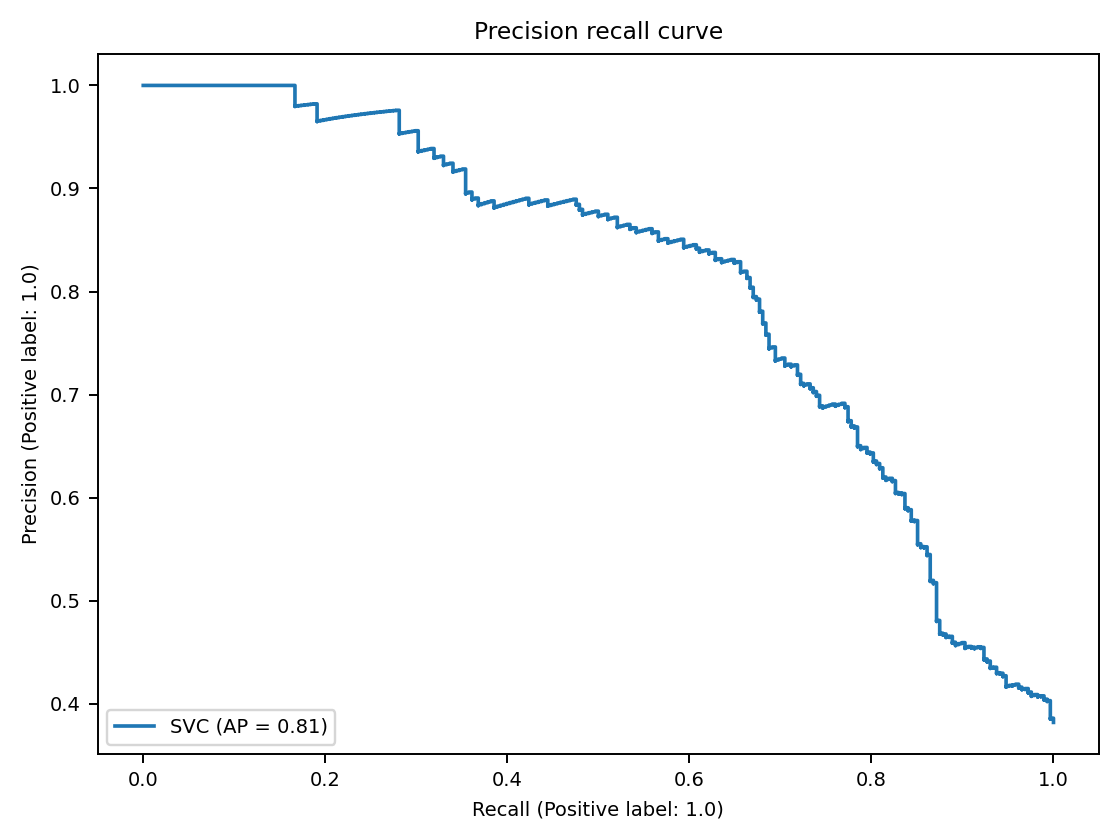 Precision recall curve
Precision (Positive label: 1.0)
1.0
0.9
0.8
0.7
0.6
0.5
0.4
SVC (AP = 0.81)
0.0 0.2 0.4 0.6 0.8 1.0
Recall (Positive label: 1.0)